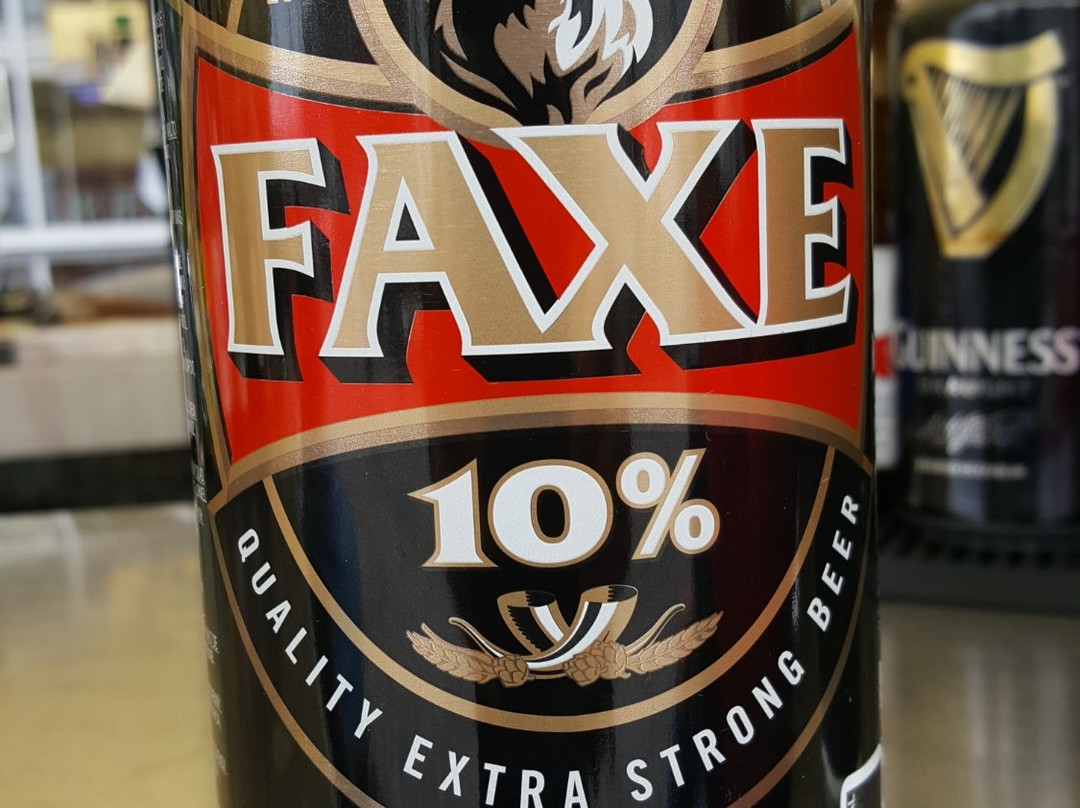 FAXE
10%
QUALITY EXTRA STRONG BEER
GUINNESS